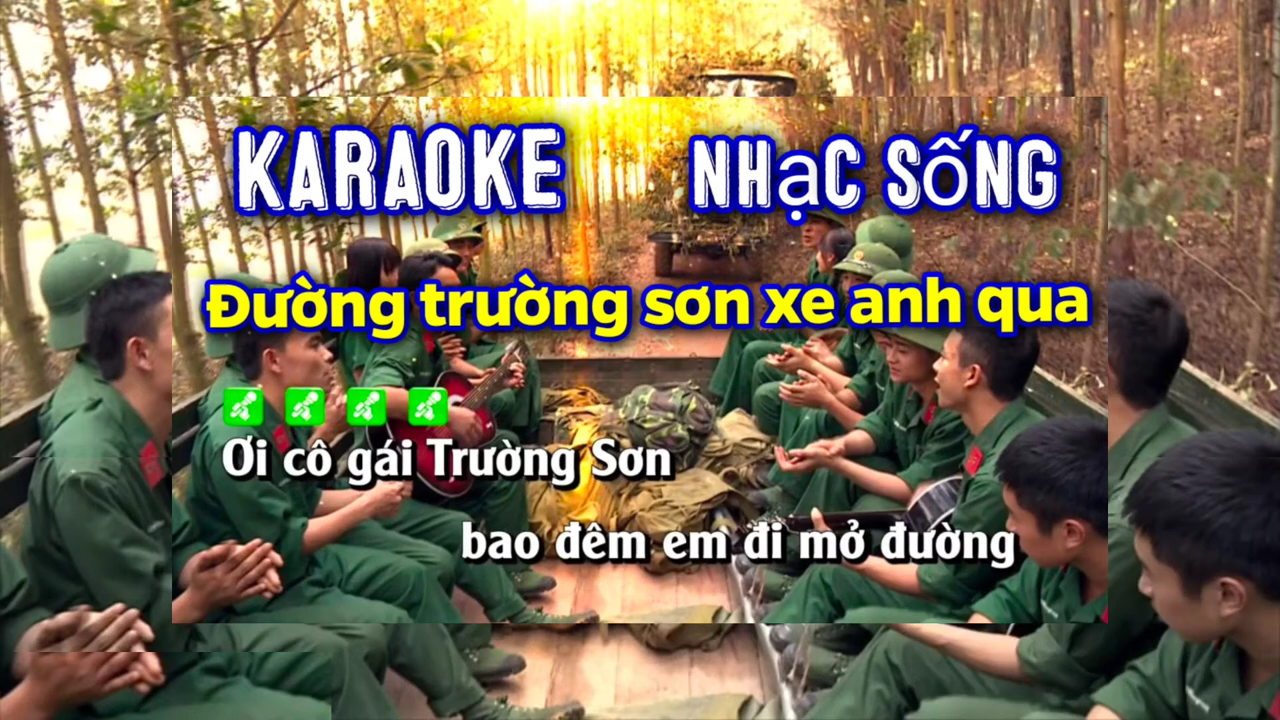 KARAOKE NHẠC SỐNG
Đường trường sơn xe anh qua
Ơi cô gái Trường Sơn
bao đêm em đi mở đường